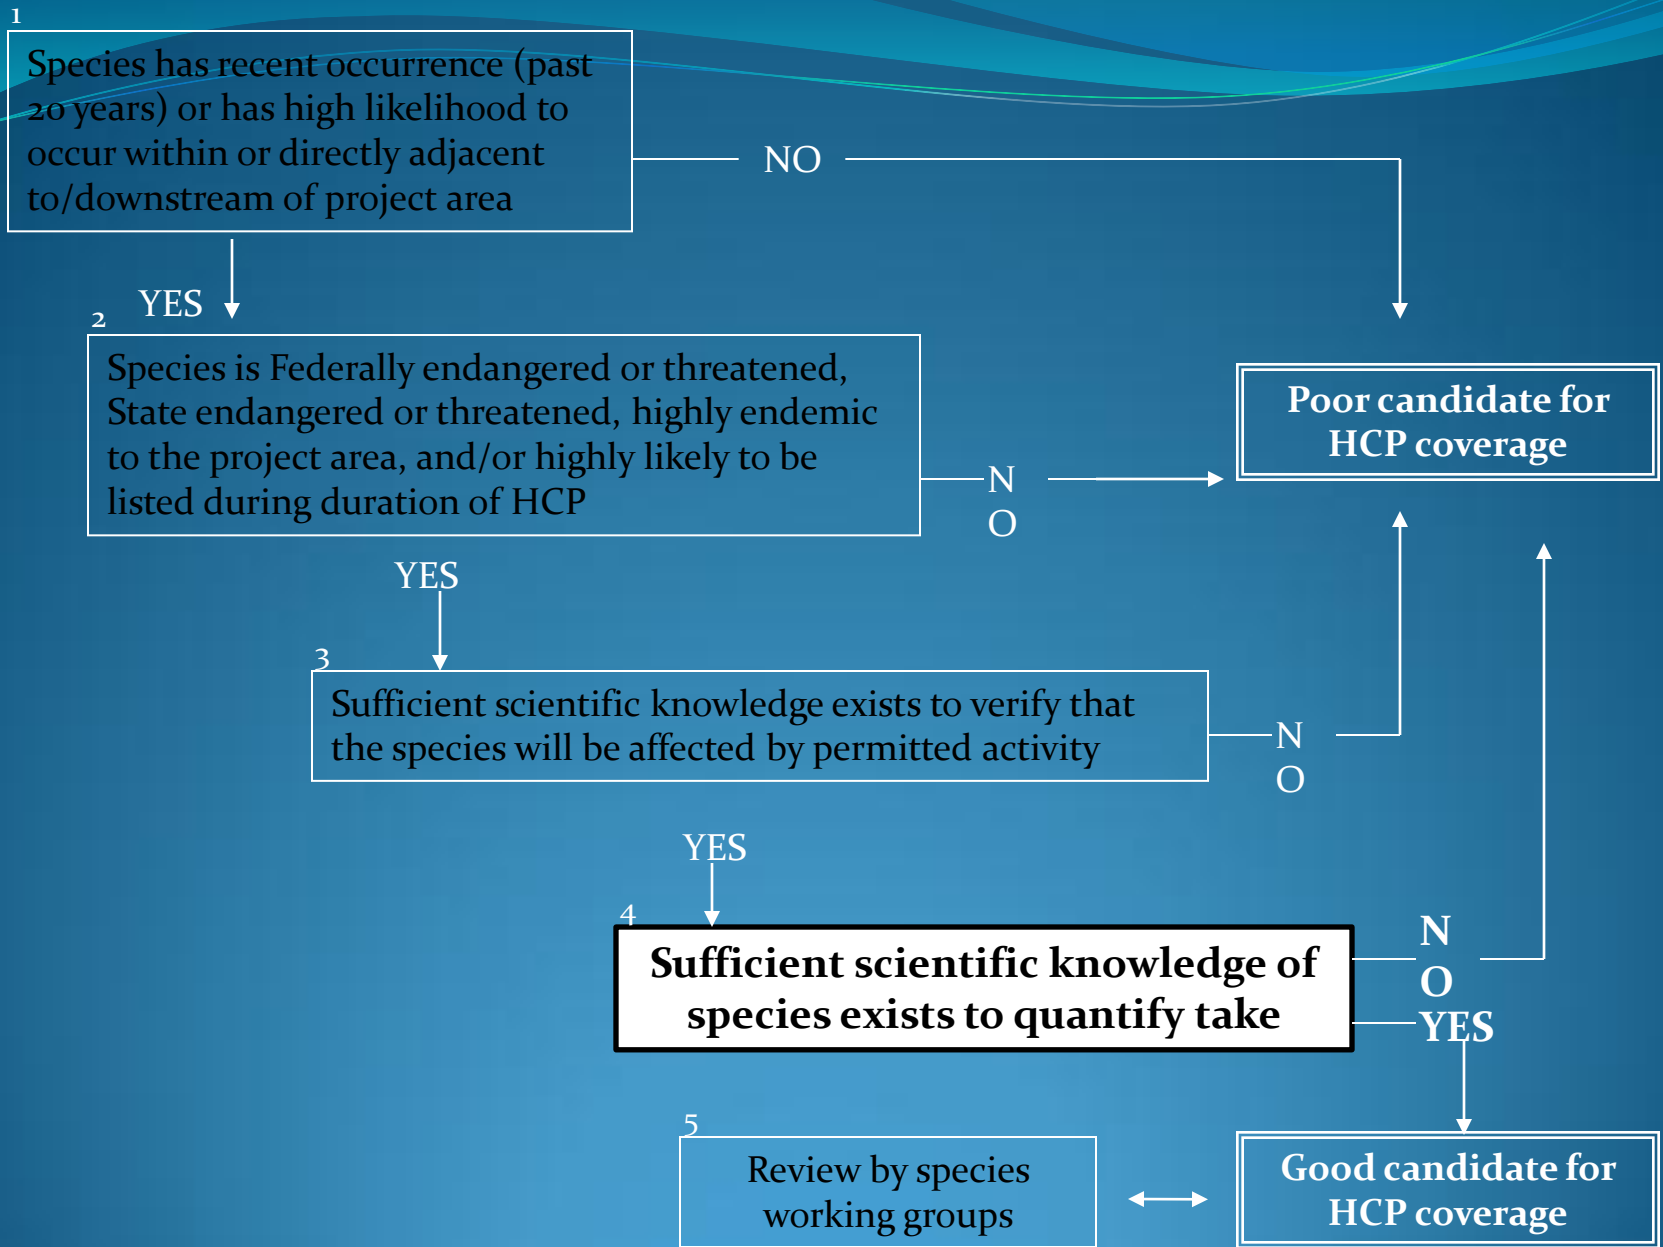 1
Species has recent occurrence (past
20 years) or has high likelihood to
occur within or directly adjacent
to/downstream of project area
NO
YES
2
Species is Federally endangered or threatened,
State endangered or threatened, highly endemic
to the project area, and/or highly likely to be
listed during duration of HCP
N
O
Poor candidate for
HCP coverage
YES
3
Sufficient scientific knowledge exists to verify that
the species will be affected by permitted activity
N
O
YES
4
Sufficient scientific knowledge of
species exists to quantify take
N
O
YES
5
Review by species
working groups
Good candidate for
HCP coverage